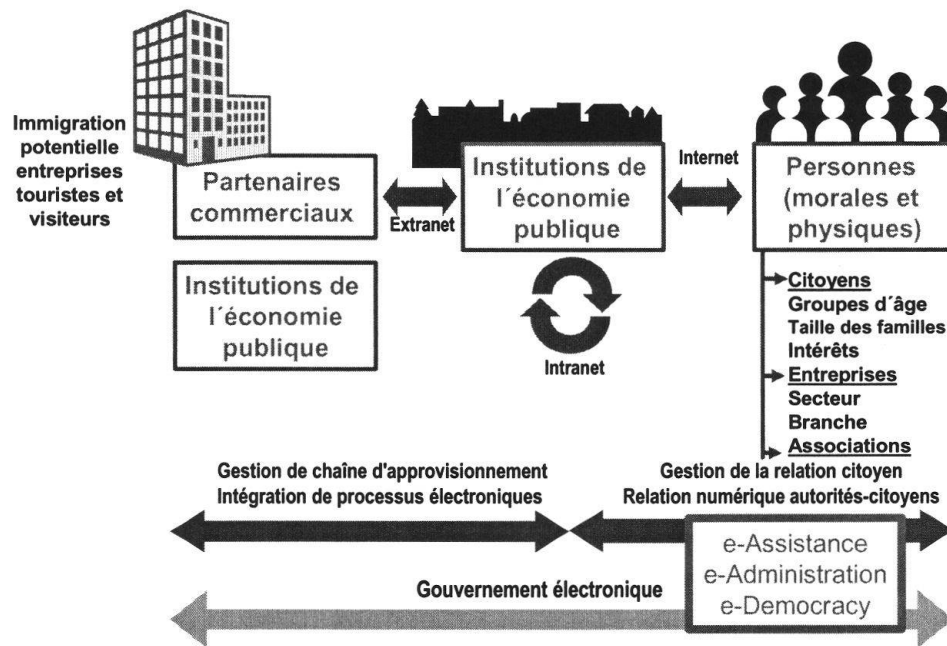 Immigration
potentielle
entreprises
touristes et
visiteurs
Partenaires
commerciaux
Extranet
Institutions de
l´économie
publique
Internet
Personnes
(morales et
physiques)
Institutions de
l´économie
publique
Intranet
Citoyens
Groupes d´âge
Taille des familles
Intérêts
Entreprises
Secteur
Branche
Associations
Gestion de chaîne d'approvisionnement
Intégration de processus électroniques
Gestion de la relation citoyen
Relation numérique autorités-citoyens
e-Assistance
e-Administration
e-Democracy
Gouvernement électronique